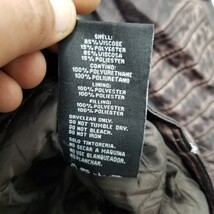 SHELL:
85% VISCOSE
15% POLYESTER
85% VISCOSA
15% POLIESTER
CONTINO:
100% POLYURETHANE
100% POLIURETANO
LINING:
100% POLYESTER
100% POLIESTER
FILLING:
100% POLYESTER
100% POLIESTER
DRYCLEAN ONLY
DO NOT TUMBLE DRY
DO NOT BLEACH,
DO NOT IRON
SOLO TINTORERIA,
NO SECAR A MAQUINA
NO USE BLANQUEADOR,
NO PLANCHAR.